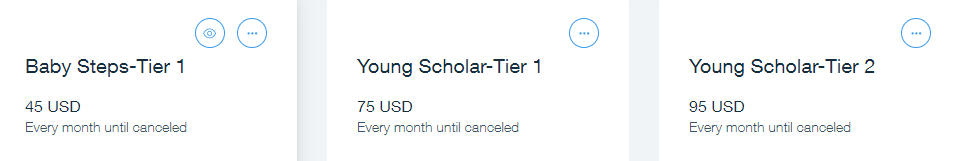 Baby Steps-Tier 1
45 USD
Every month until canceled
Young Scholar-Tier 1
75 USD
Every month until canceled
Young Scholar-Tier 2
95 USD
Every month until canceled